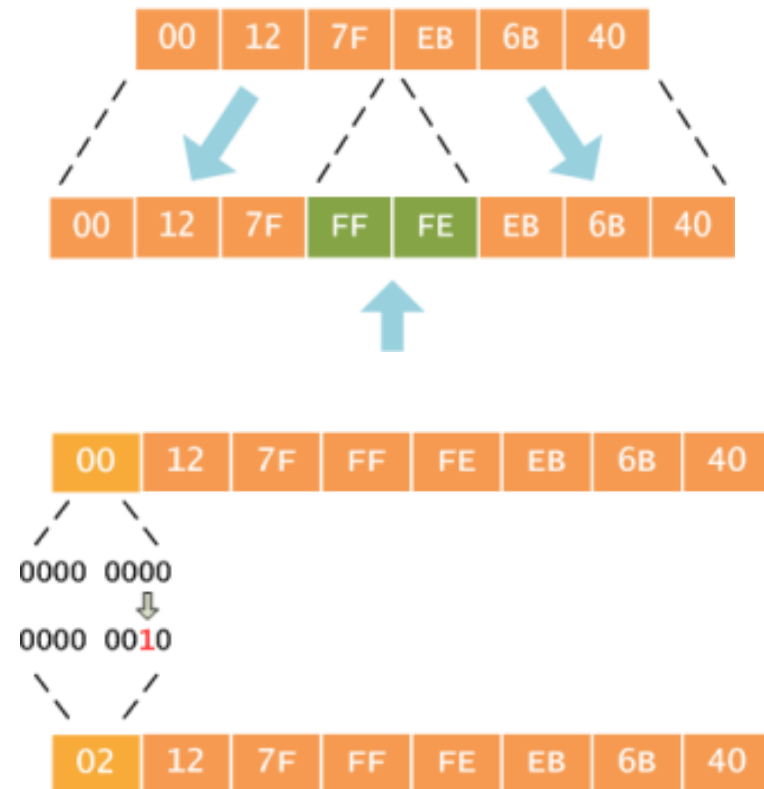 00 12 7F EB 6B 40
00 12 7F FF FE EB 6B 40
00 12 7F FF FE EB 6B 40
0000 0000
0000 0010
02 12 7F FF FE EB 6B 40